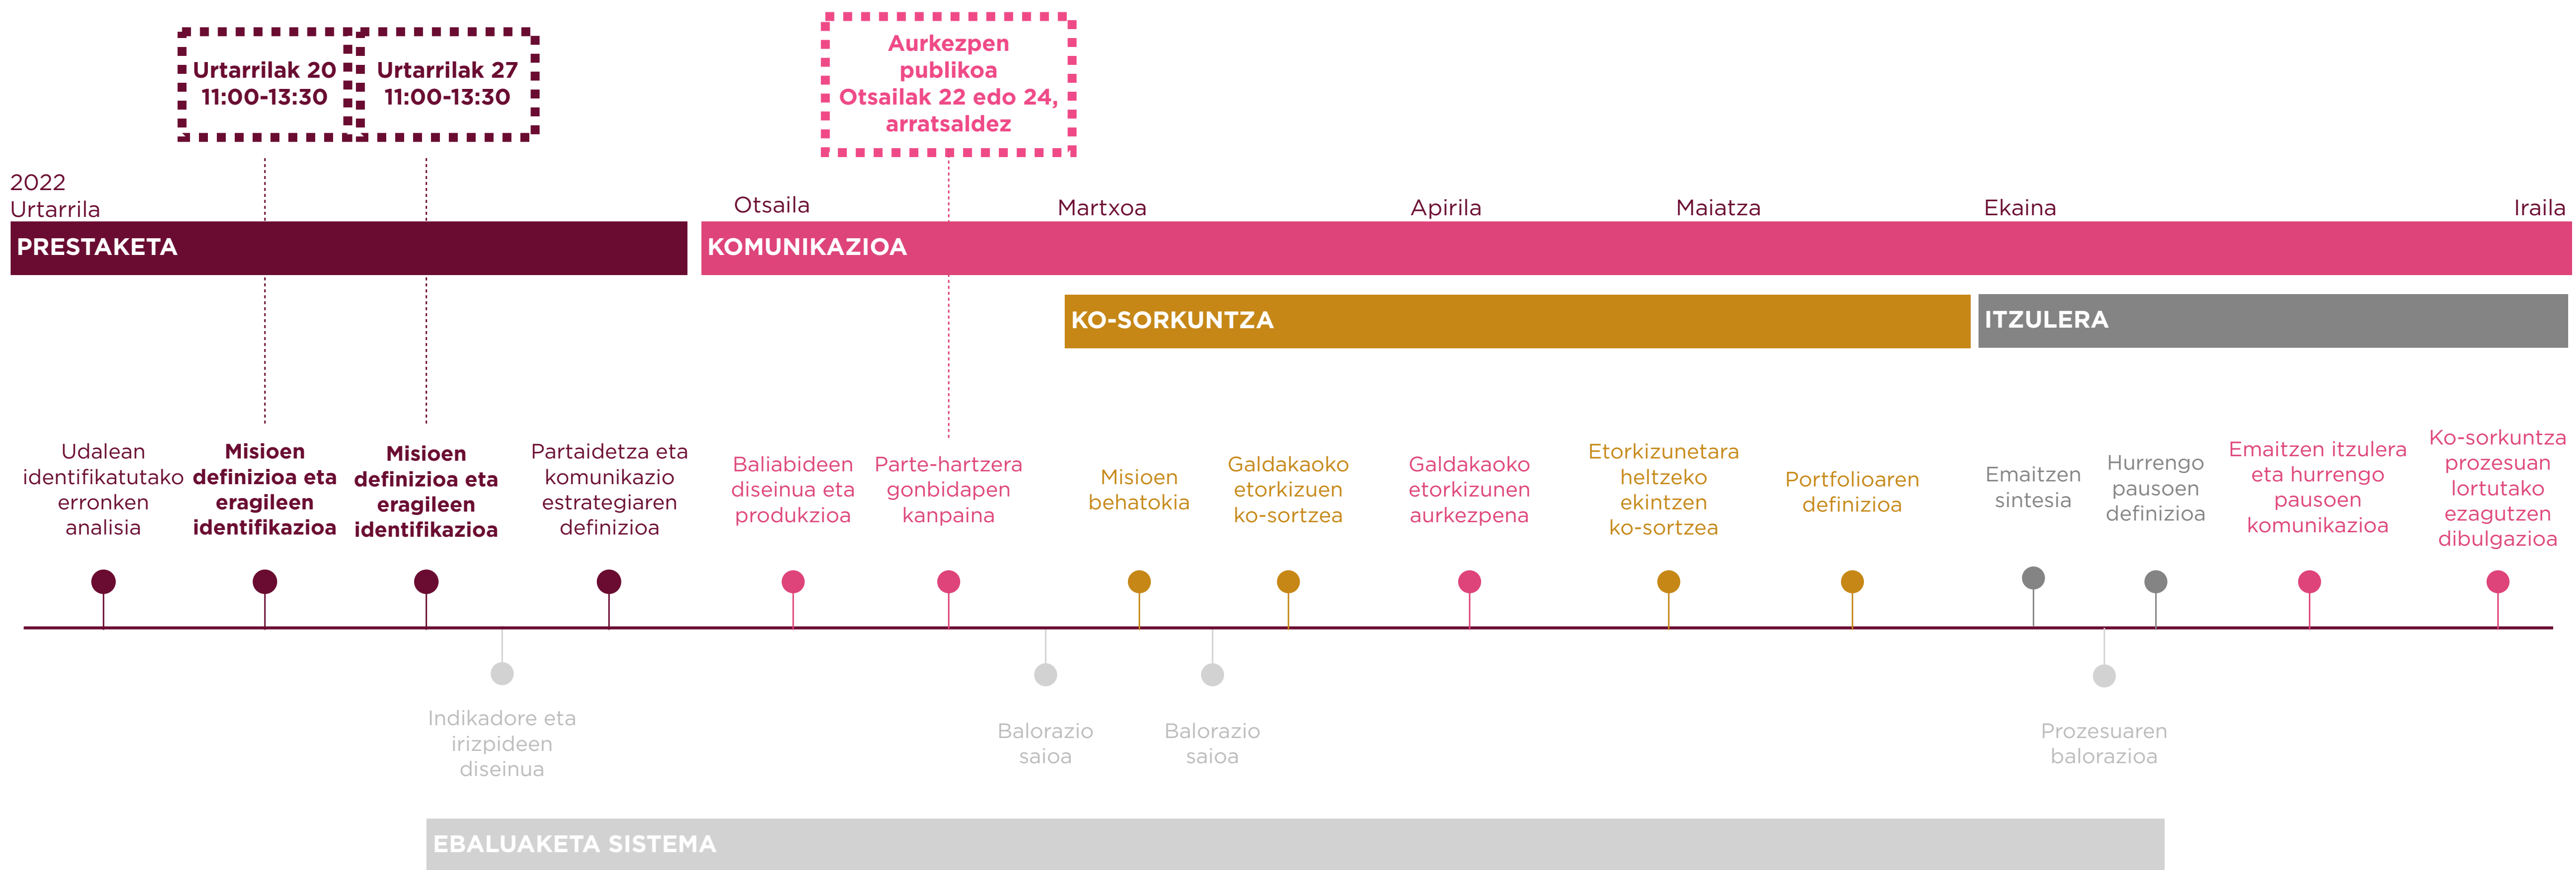 Urtarrilak 20
11:00-13:30
Urtarrilak 27
11:00-13:30
Aurkezpen
publikoa
Otsailak 22 edo 24,
arratsaldez
2022
Urtarrila
Otsaila
Martxoa
Apirila
Maiatza
Ekaina
Iraila
PRESTAKETA
KOMUNIKAZIOA
KO-SORKUNTZA
ITZULERA
Udalean
identifikatutako
erronken
analisia
Misioen
definizioa eta
eragileen
identifikazioa
Misioen
definizioa eta
eragileen
identifikazioa
Partaidetza eta
komunikazio
estrategiaren
definizioa
Baliabideen
diseinua eta
produkzioa
Parte-hartzera
gonbidapen
kanpaina
Misioen
behatokia
Galdakaoko
etorkizuen
ko-sortzea
Galdakaoko
etorkizunen
aurkezpena
Etorkizunetara
heltzeko
ekintzen
ko-sortzea
Portfolioaren
definizioa
Emaitzen
sintesia
Hurrengo
pausoen
definizioa
Emaitzen itzulera
eta hurrengo
pausoen
komunikazioa
Ko-sorkuntza
prozesuan
lortutako
ezagutzen
dibulgazioa
Indikadore eta
irizpideen
diseinua
Balorazio
saioa
Balorazio
saioa
Prozesuaren
balorazioa
EBALUAKETA SISTEMA